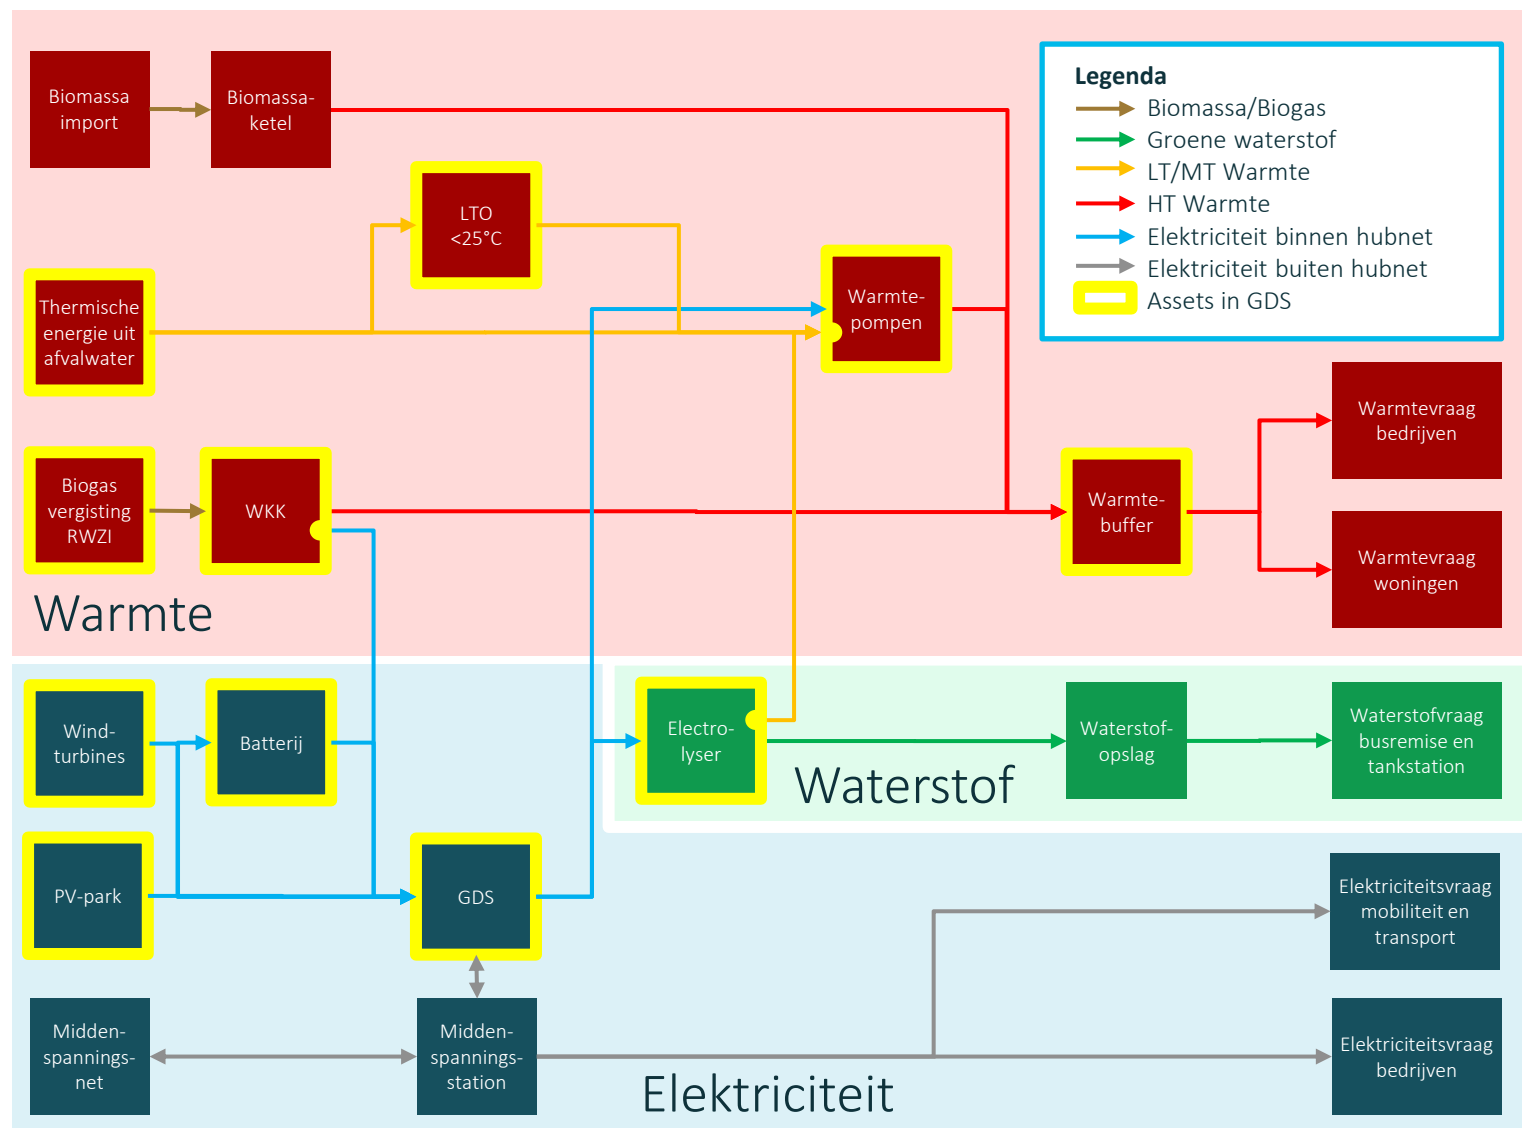 Biomassa
import
Biomassa-
ketel
Legenda
Biomassa/Biogas
Groene waterstof
LT/MT Warmte
HT Warmte
Elektriciteit binnen hubnet
Elektriciteit buiten hubnet
Assets in GDS
LTO
<25°C
Thermische
energie uit
afvalwater
Warmte-
pompen
Warmtevraag
bedrijven
Biogas
vergisting
RWZI
WKK
Warmte-
buffer
Warmtevraag
woningen
Warmte
Wind-
turbines
Batterij
Electro-
lyser
Waterstof-
opslag
Waterstofvraag
busremise en
tankstation
Waterstof
PV-park
GDS
Elektriciteitsvraag
mobiliteit en
transport
Midden-
spannings-
net
Midden-
spannings-
station
Elektriciteitsvraag
bedrijven
Elektriciteit